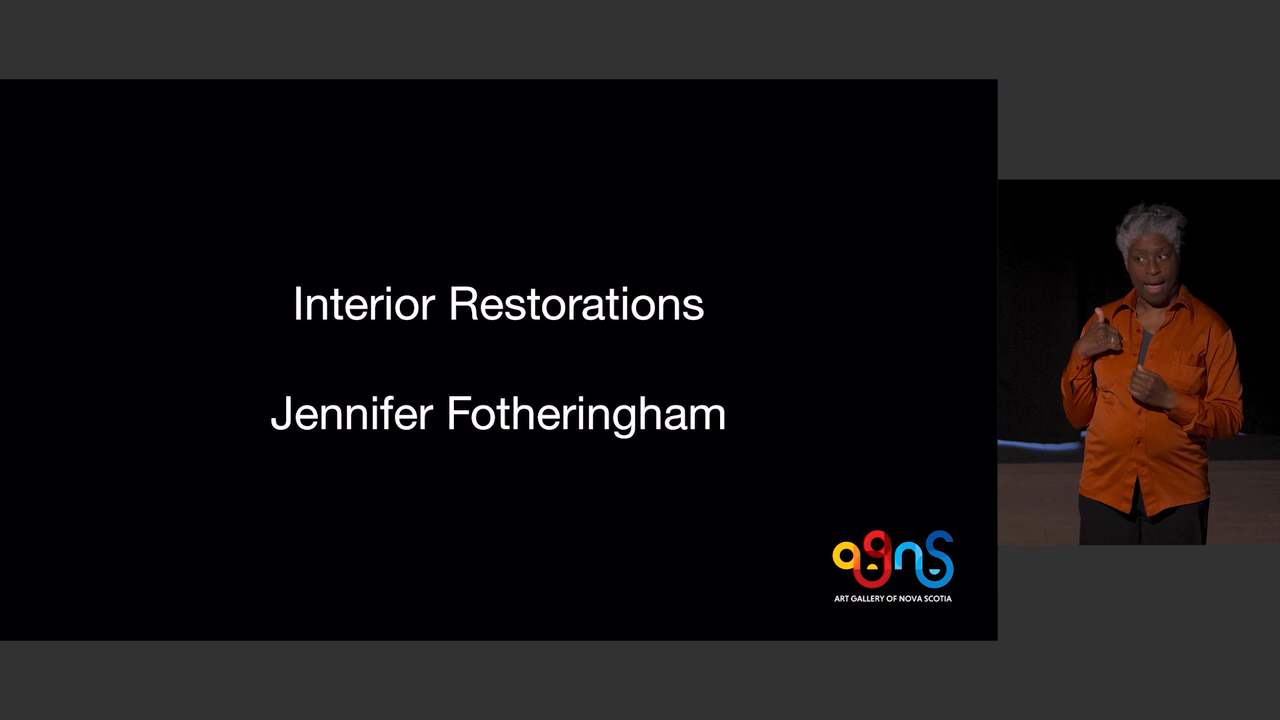 Interior Restorations
Jennifer Fotheringham
agns
ART GALLERY OF NOVA SCOTIA